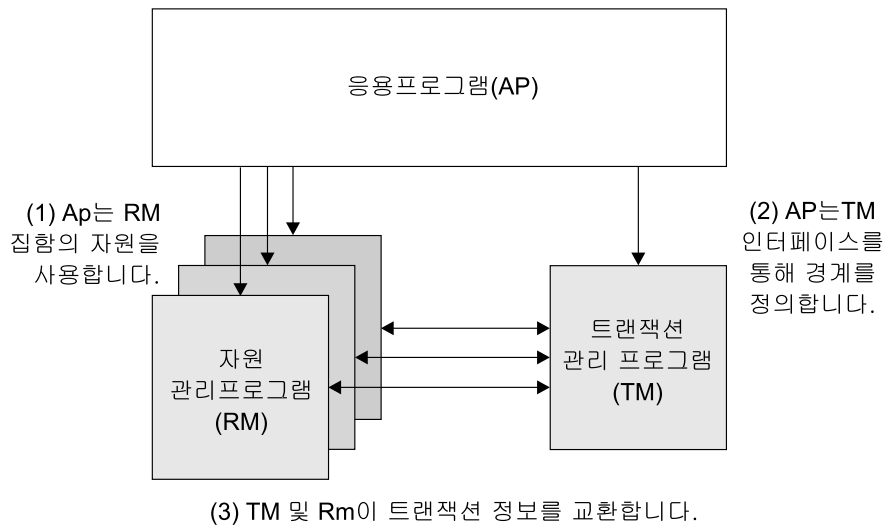 응용프로그램(AP)
(1) Ap는 RM
집합의 자원을
사용합니다.
(2) AP는TM
인터페이스를
통해 경계를
정의합니다.
자원
관리프로그램
(RM)
트랜잭션
관리 프로그램
(TM)
(3) TM 및 Rm이 트랜잭션 정보를 교환합니다.